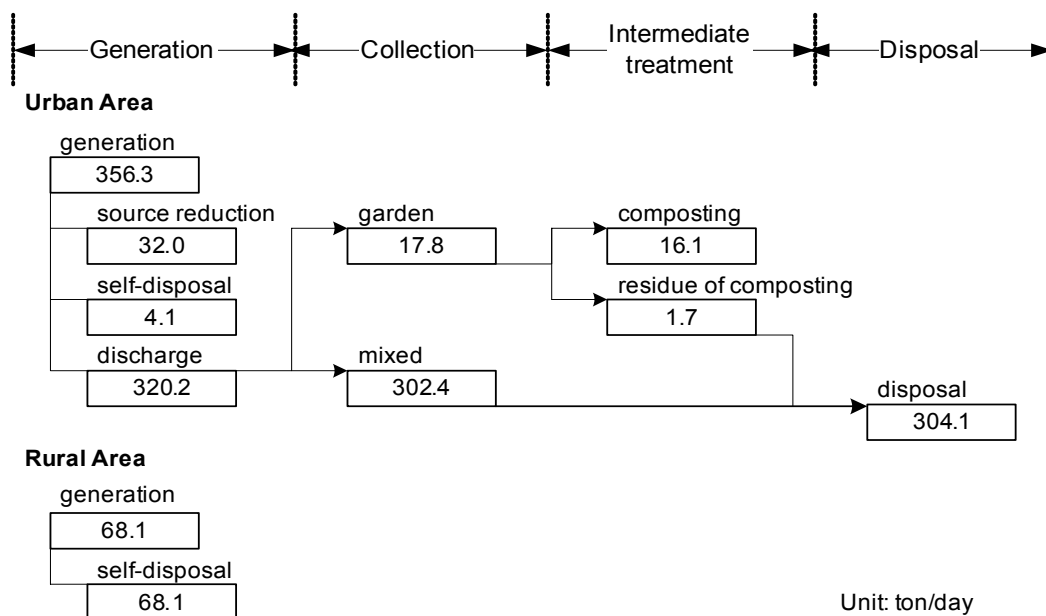 Generation
Collection
Intermediate
treatment
Disposal
Urban Area
generation
356.3
source reduction
32.0
garden
17.8
composting
16.1
self-disposal
4.1
residue of composting
1.7
discharge
320.2
mixed
302.4
disposal
304.1
Rural Area
generation
68.1
self-disposal
68.1
Unit: ton/day